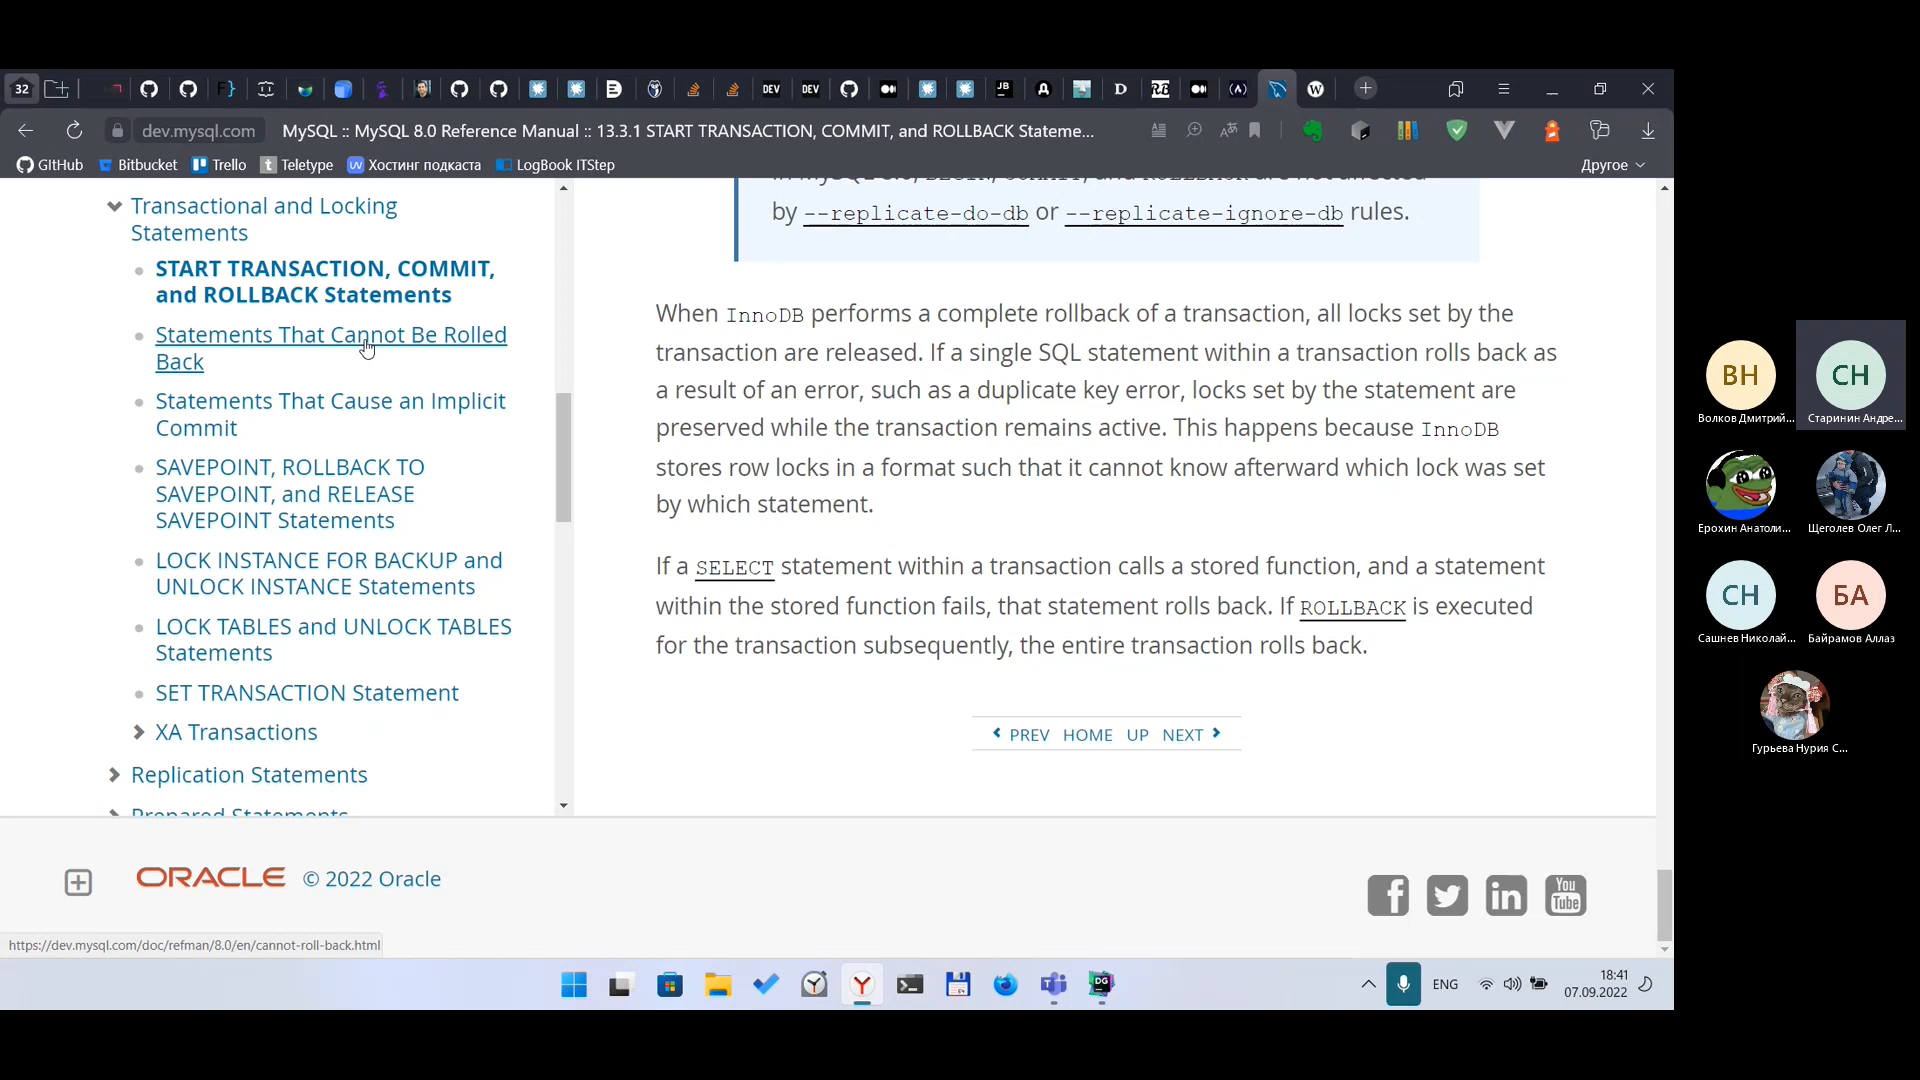 32
DEV
DEV
JB
D
dev.mysql.com
MySQL :: MySQL 8.0 Reference Manual :: 13.3.1 START TRANSACTION, COMMIT, and ROLLBACK Stateme...
GItHub
Bitbucket
Trello
Teletype
Хостинг подкаста
LogBook ITStep
Другое
Transactional and Locking
Statements
START TRANSACTION, COMMIT,
and ROLLBACK Statements
Statements That Cannot Be Rolled
Back
Statements That Cause an Implicit
Commit
SAVEPOINT, ROLLBACK TO
SAVEPOINT, and RELEASE
SAVEPOINT Statements
LOCK INSTANCE FOR BACKUP and
UNLOCK INSTANCE Statements
LOCK TABLES and UNLOCK TABLES
Statements
SET TRANSACTION Statement
XA Transactions
Replication Statements
Prepared Statements
by --replicate-do-db or --replicate-ignore-db rules.
When InnoDB performs a complete rollback of a transaction, all locks set by the
transaction are released. If a single SQL statement within a transaction rolls back as
a result of an error, such as a duplicate key error, locks set by the statement are
preserved while the transaction remains active. This happens because InnoDB
stores row locks in a format such that it cannot know afterward which lock was set
by which statement.
If a SELECT statement within a transaction calls a stored function, and a statement
within the stored function fails, that statement rolls back. If ROLLBACK is executed
for the transaction subsequently, the entire transaction rolls back.
PREV HOME UP NEXT
ORACLE © 2022 Oracle
You
Tube
https://dev.mysql.com/doc/refman/8.0/en/cannot-roll-back.html
ENG
18:41
07.09.2022
ВН
Волков Дмитрий...
СН
Старинин Андре...
Ерохин Анатоли...
Щеголев Олег Л...
СН
Сашнев Николай...
БА
Байрамов Аллаз
Гурьева Нурия С...